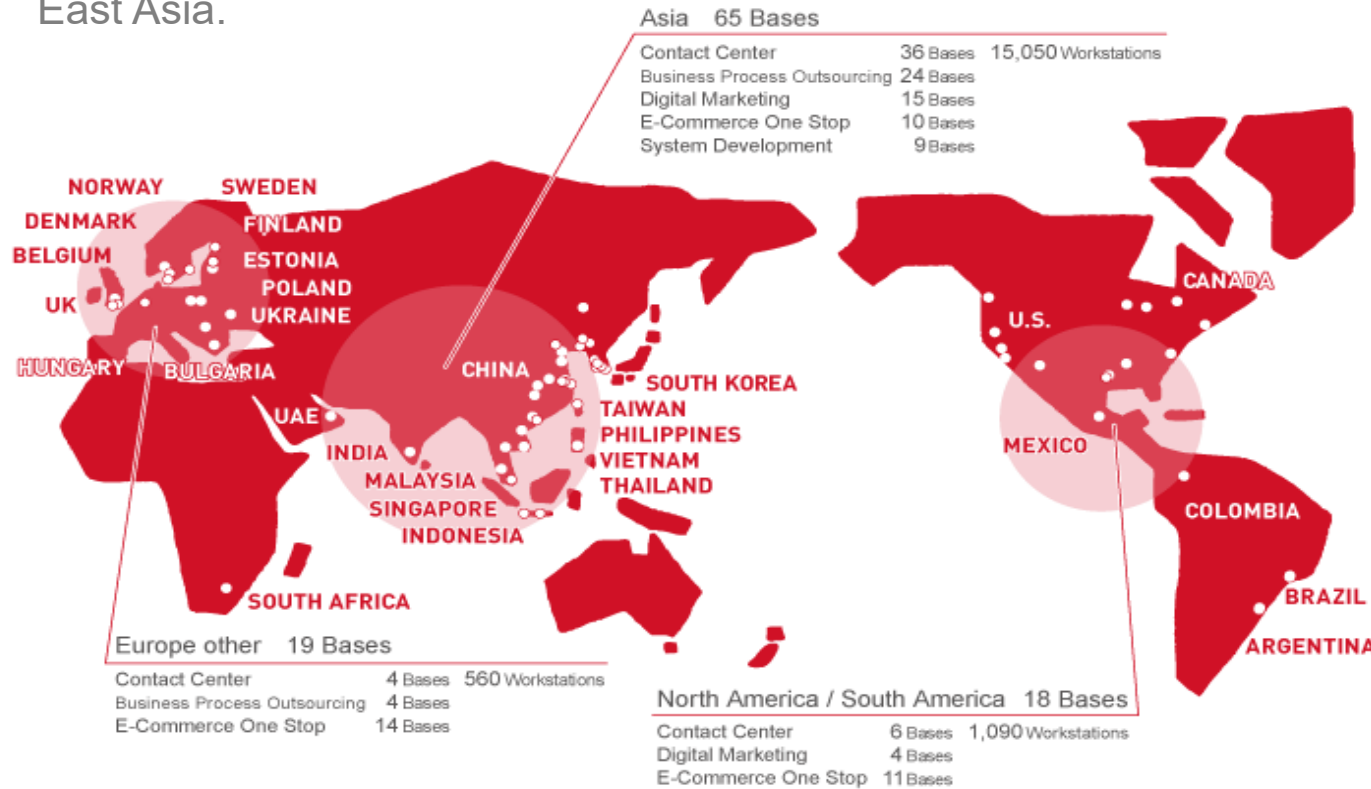 East Asia.
Asia 65 Bases
Contact Center 36 Bases 15,050 Workstations
Business Process Outsourcing 24 Bases
Digital Marketing 15 Bases
E-Commerce One Stop 10 Bases
System Development 9 Bases
NORWAY
SWEDEN
DENMARK
FINLAND
BELGIUM
ESTONIA
POLAND
UK
UKRAINE
HUNGARY
BULGARIA
CANADA
U.S.
CHINA
SOUTH KOREA
UAE
TAIWAN
INDIA
PHILIPPINES
MALAYSIA
VIETNAM
SINGAPORE
THAILAND
INDONESIA
MEXICO
COLOMBIA
SOUTH AFRICA
BRAZIL
ARGENTINA
Europe other 19 Bases
Contact Center 4 Bases 560 Workstations
Business Process Outsourcing 4 Bases
E-Commerce One Stop 14 Bases
North America / South America 18 Bases
Contact Center 6 Bases 1,090 Workstations
Digital Marketing 4 Bases
E-Commerce One Stop 11 Bases